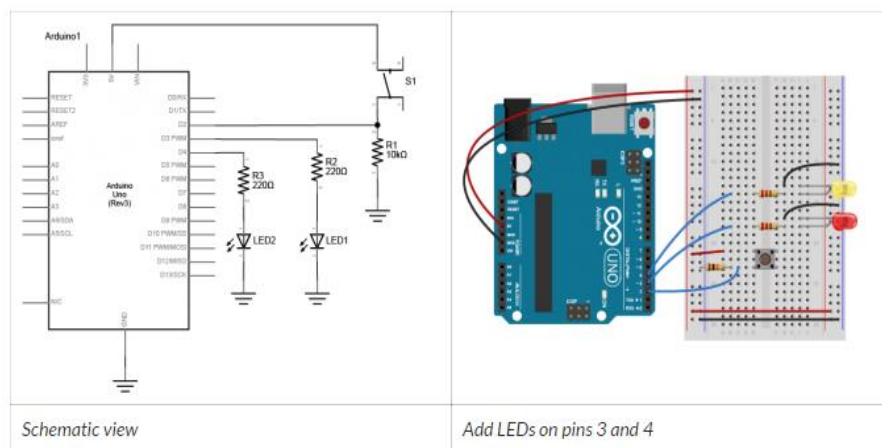 Arduino1
3V3
5V
VIN
RESET
RESET2
AREF
ioref
A0
A1
A2
A3
A4/SDA
A5/SCL
N/C
GND
Arduino
Uno
(Rev3)
D0/RX
D1/TX
D2
D3 PWM
D4
D5 PWM
D6 PWM
D7
D8
D9 PWM
D10 PWM/SS
D11 PWM/MOSI
D12/MISO
D13/SCK
S1
R1
10kΩ
R2
220Ω
R3
220Ω
LED2
LED1
UNO
Schematic view
Add LEDs on pins 3 and 4